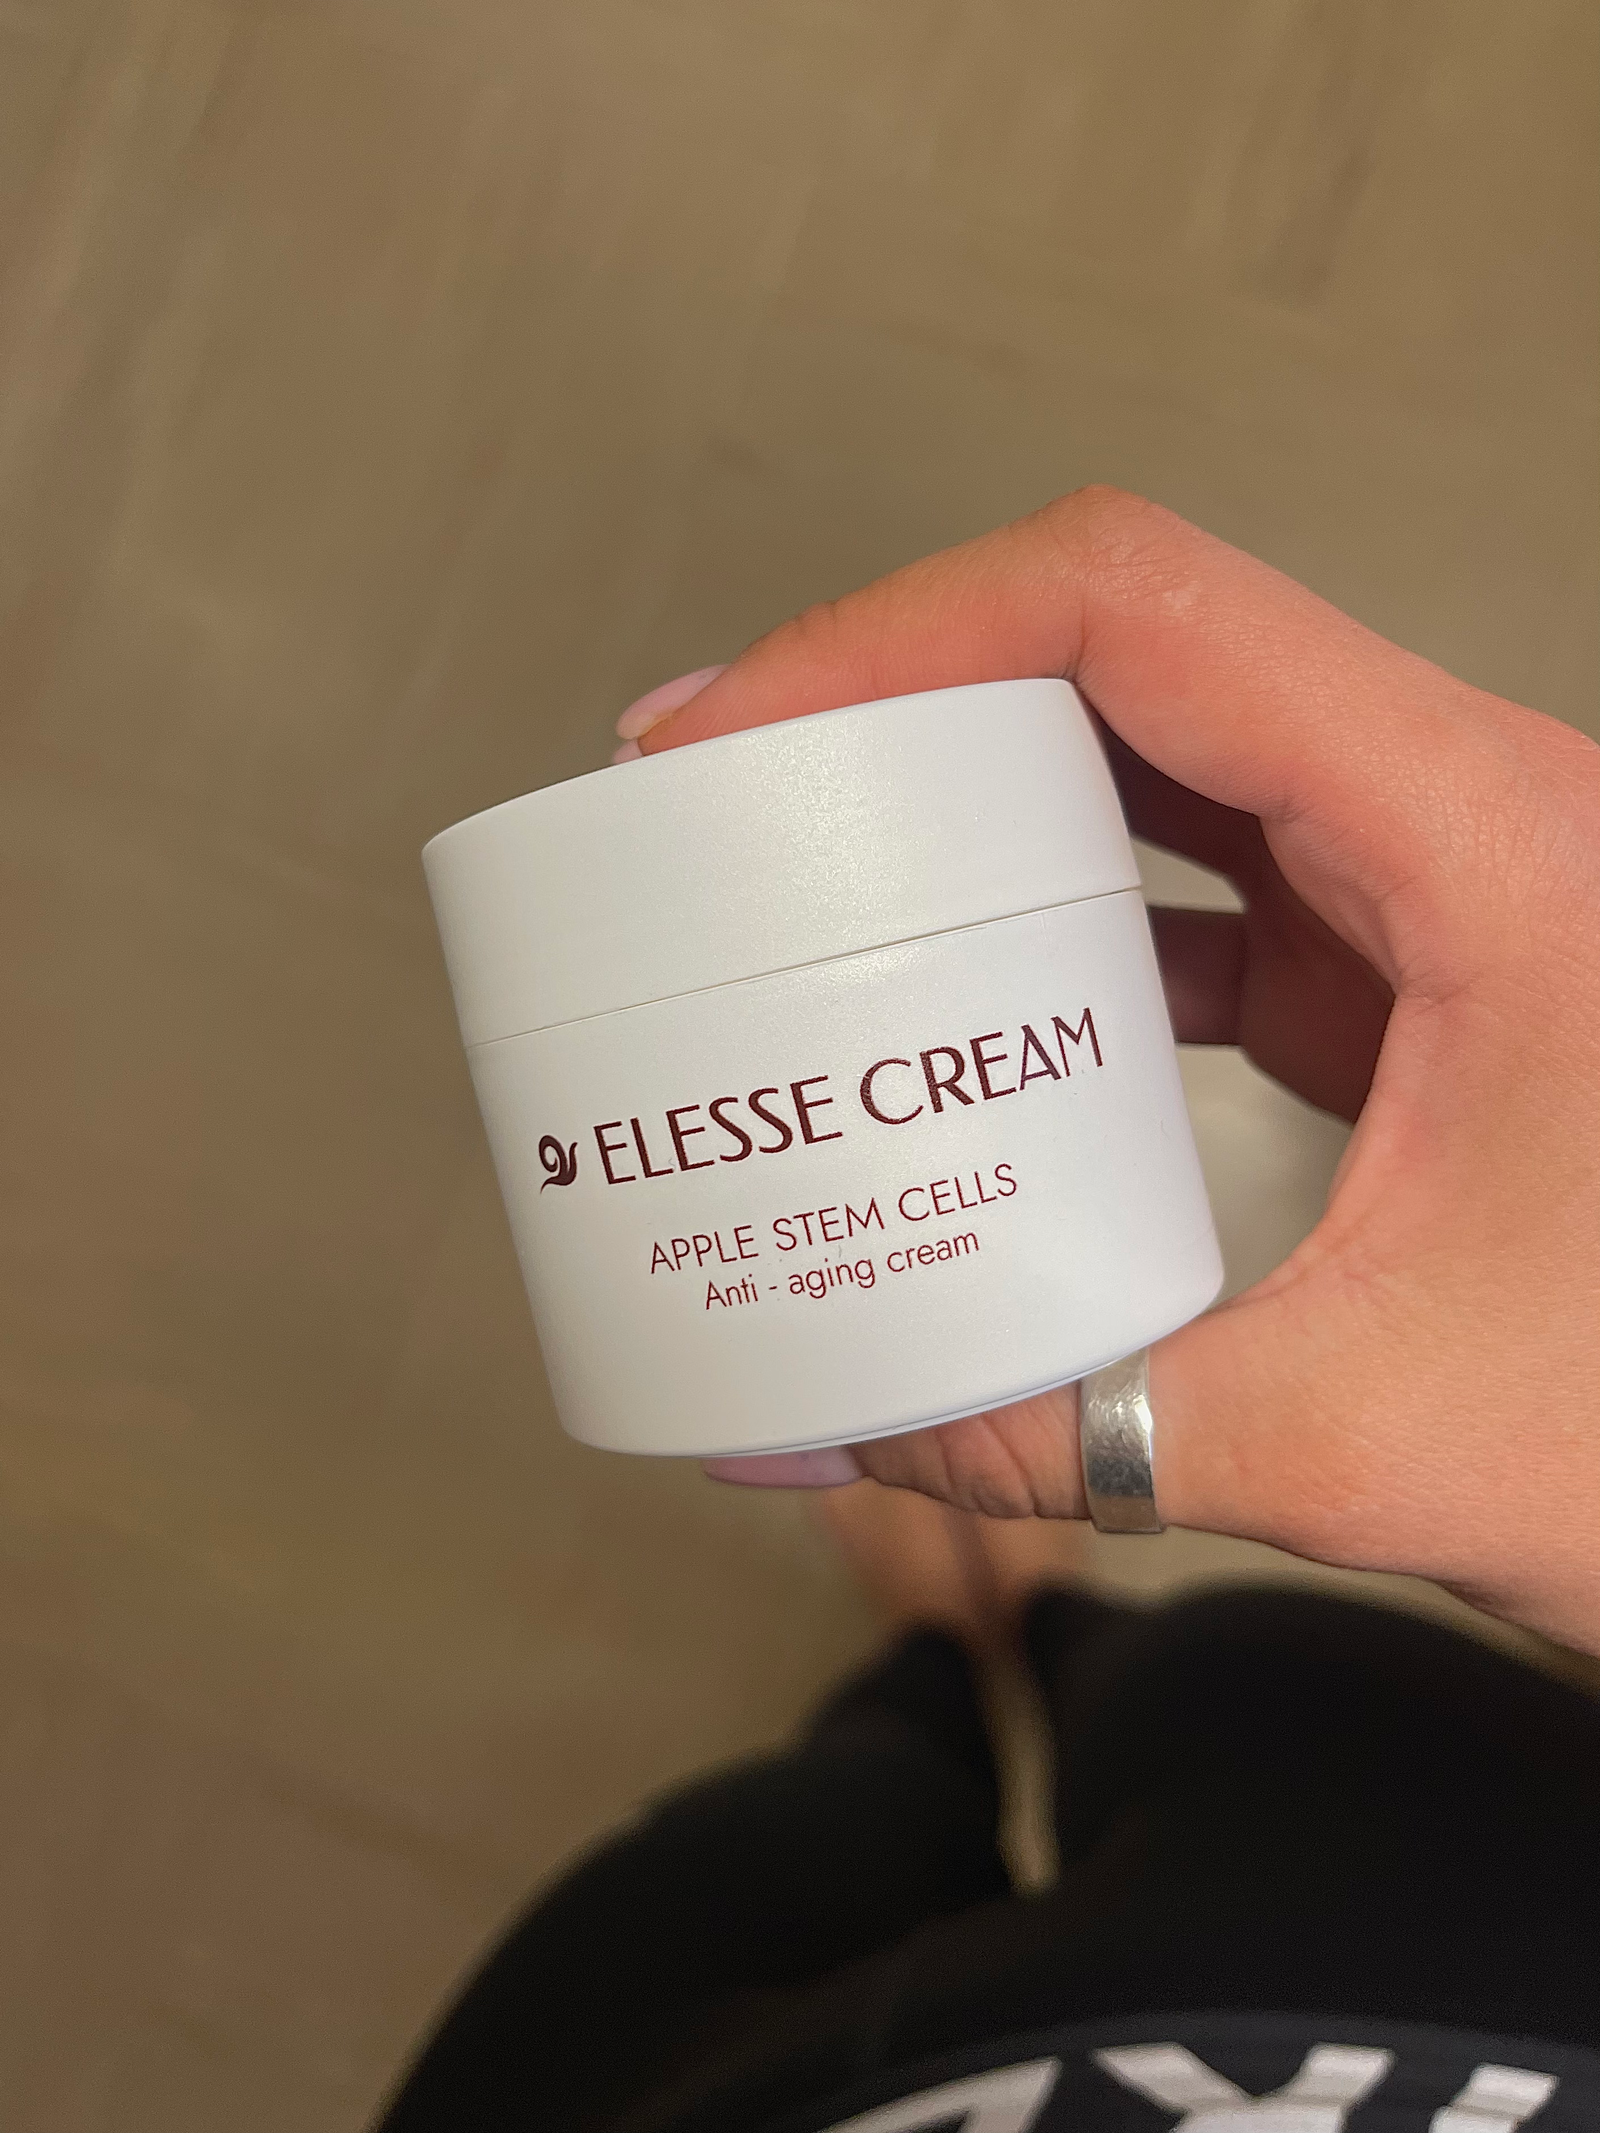 ELESSE CREAM
APPLE STEM CELLS
Anti - aging cream